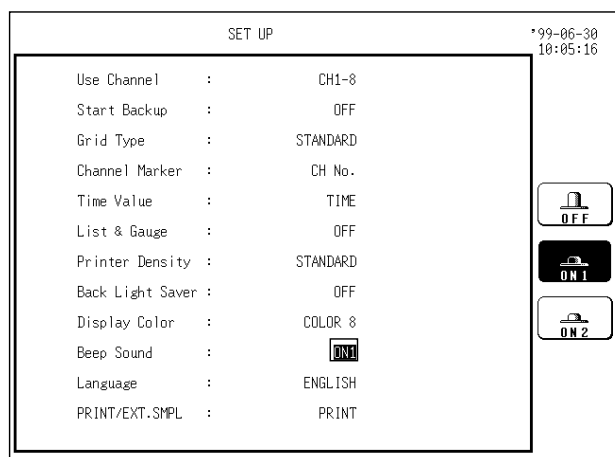 SET UP
'99-06-30
10:05:16
Use Channel : CH1-8
Start Backup : OFF
Grid Type : STANDARD
Channel Marker : CH No.
Time Value : TIME
List & Gauge : OFF
Printer Density : STANDARD
Back Light Saver : OFF
Display Color : COLOR 8
Beep Sound : ON1
Language : ENGLISH
PRINT/EXT.SMPL : PRINT
OFF
ON1
ON2